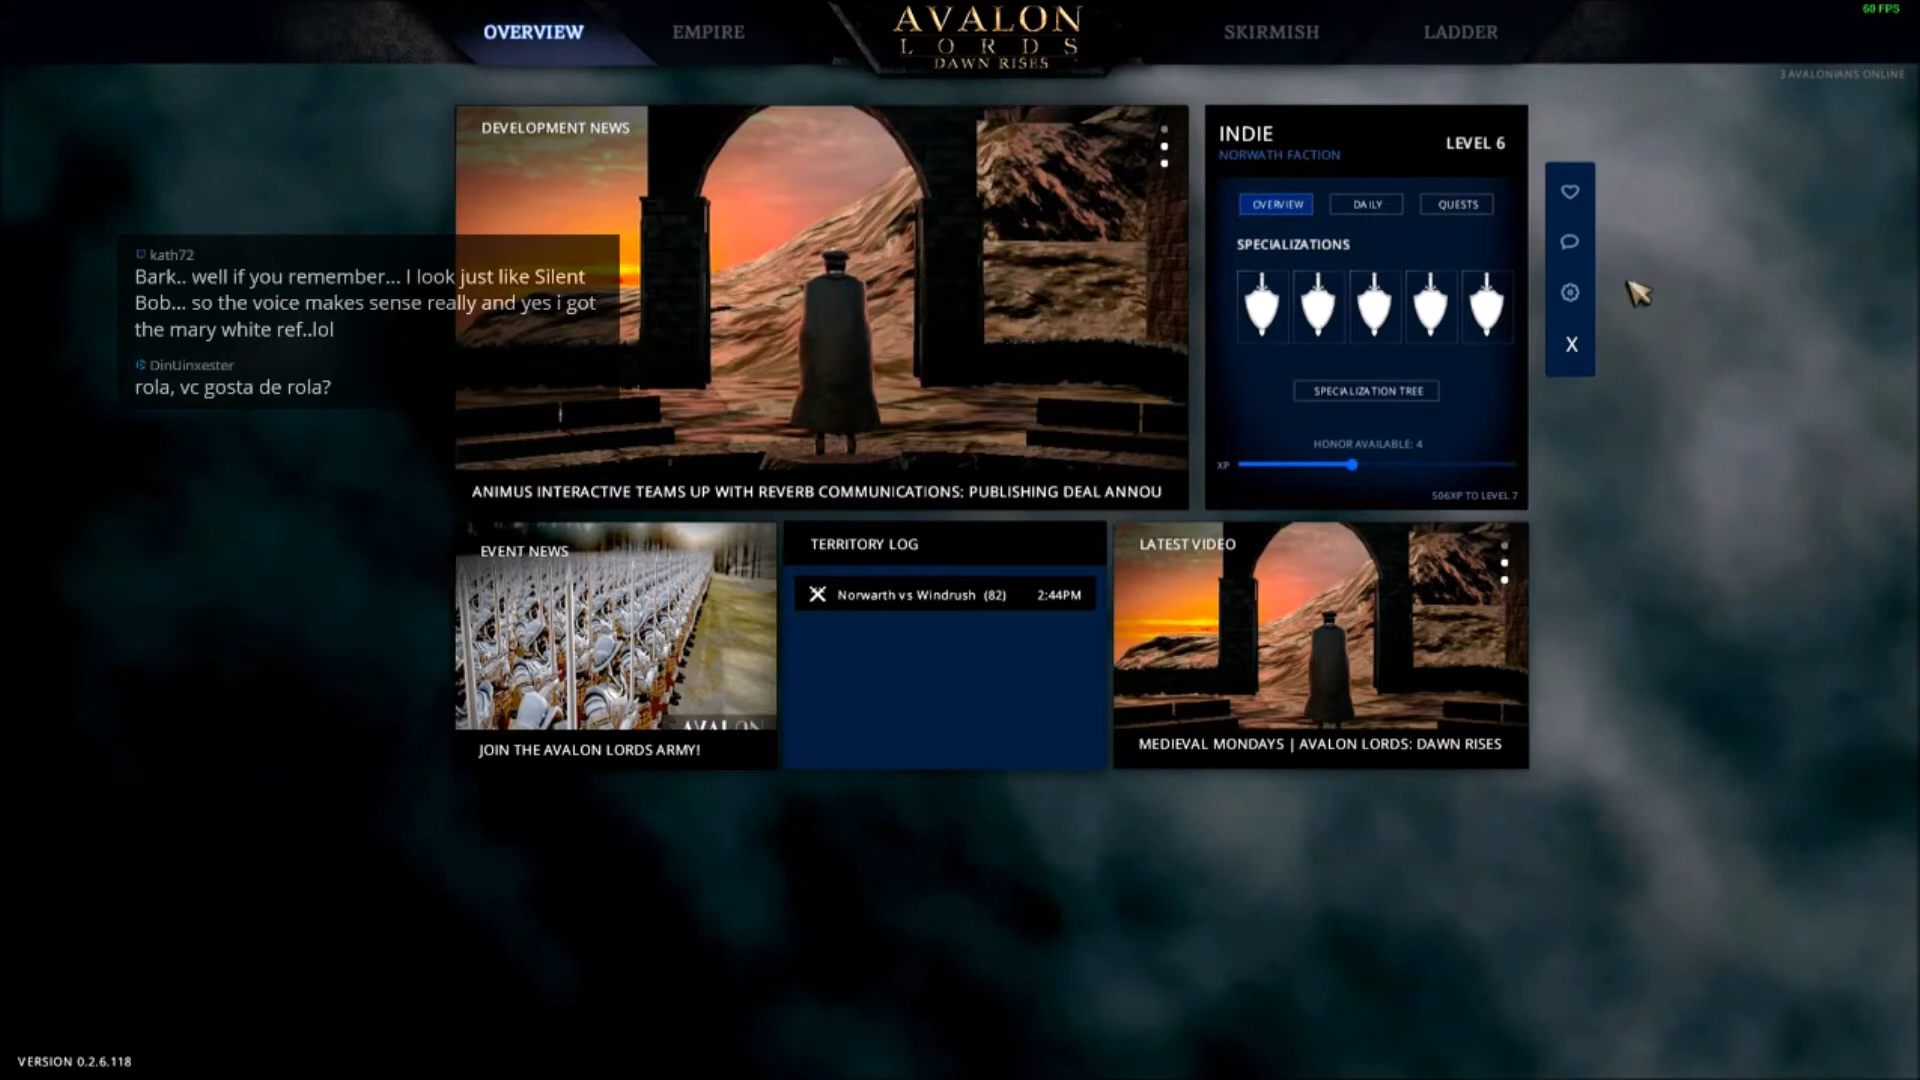 60 FPS
OVERVIEW
EMPIRE
AVALON
LORDS
DAWN RISES
SKIRMISH
LADDER
3 AVALONIANS ONLINE
DEVELOPMENT NEWS
ANIMUS INTERACTIVE TEAMS UP WITH REVERB COMMUNICATIONS: PUBLISHING DEAL ANNOU
INDIE
NORWATH FACTION
LEVEL 6
OVERVIEW
DAILY
QUESTS
SPECIALIZATIONS
SPECIALIZATION TREE
HONOR AVAILABLE: 4
XP
506XP TO LEVEL 7
X
kath72
Bark.. well if you remember... I look just like Silent
Bob... so the voice makes sense really and yes i got
the mary white ref..lol
DinUinxester
rola, vc gosta de rola?
EVENT NEWS
AVALON
JOIN THE AVALON LORDS ARMY!
TERRITORY LOG
Norwarth vs Windrush (82) 2:44PM
LATEST VIDEO
MEDIEVAL MONDAYS | AVALON LORDS: DAWN RISES
VERSION 0.2.6.118